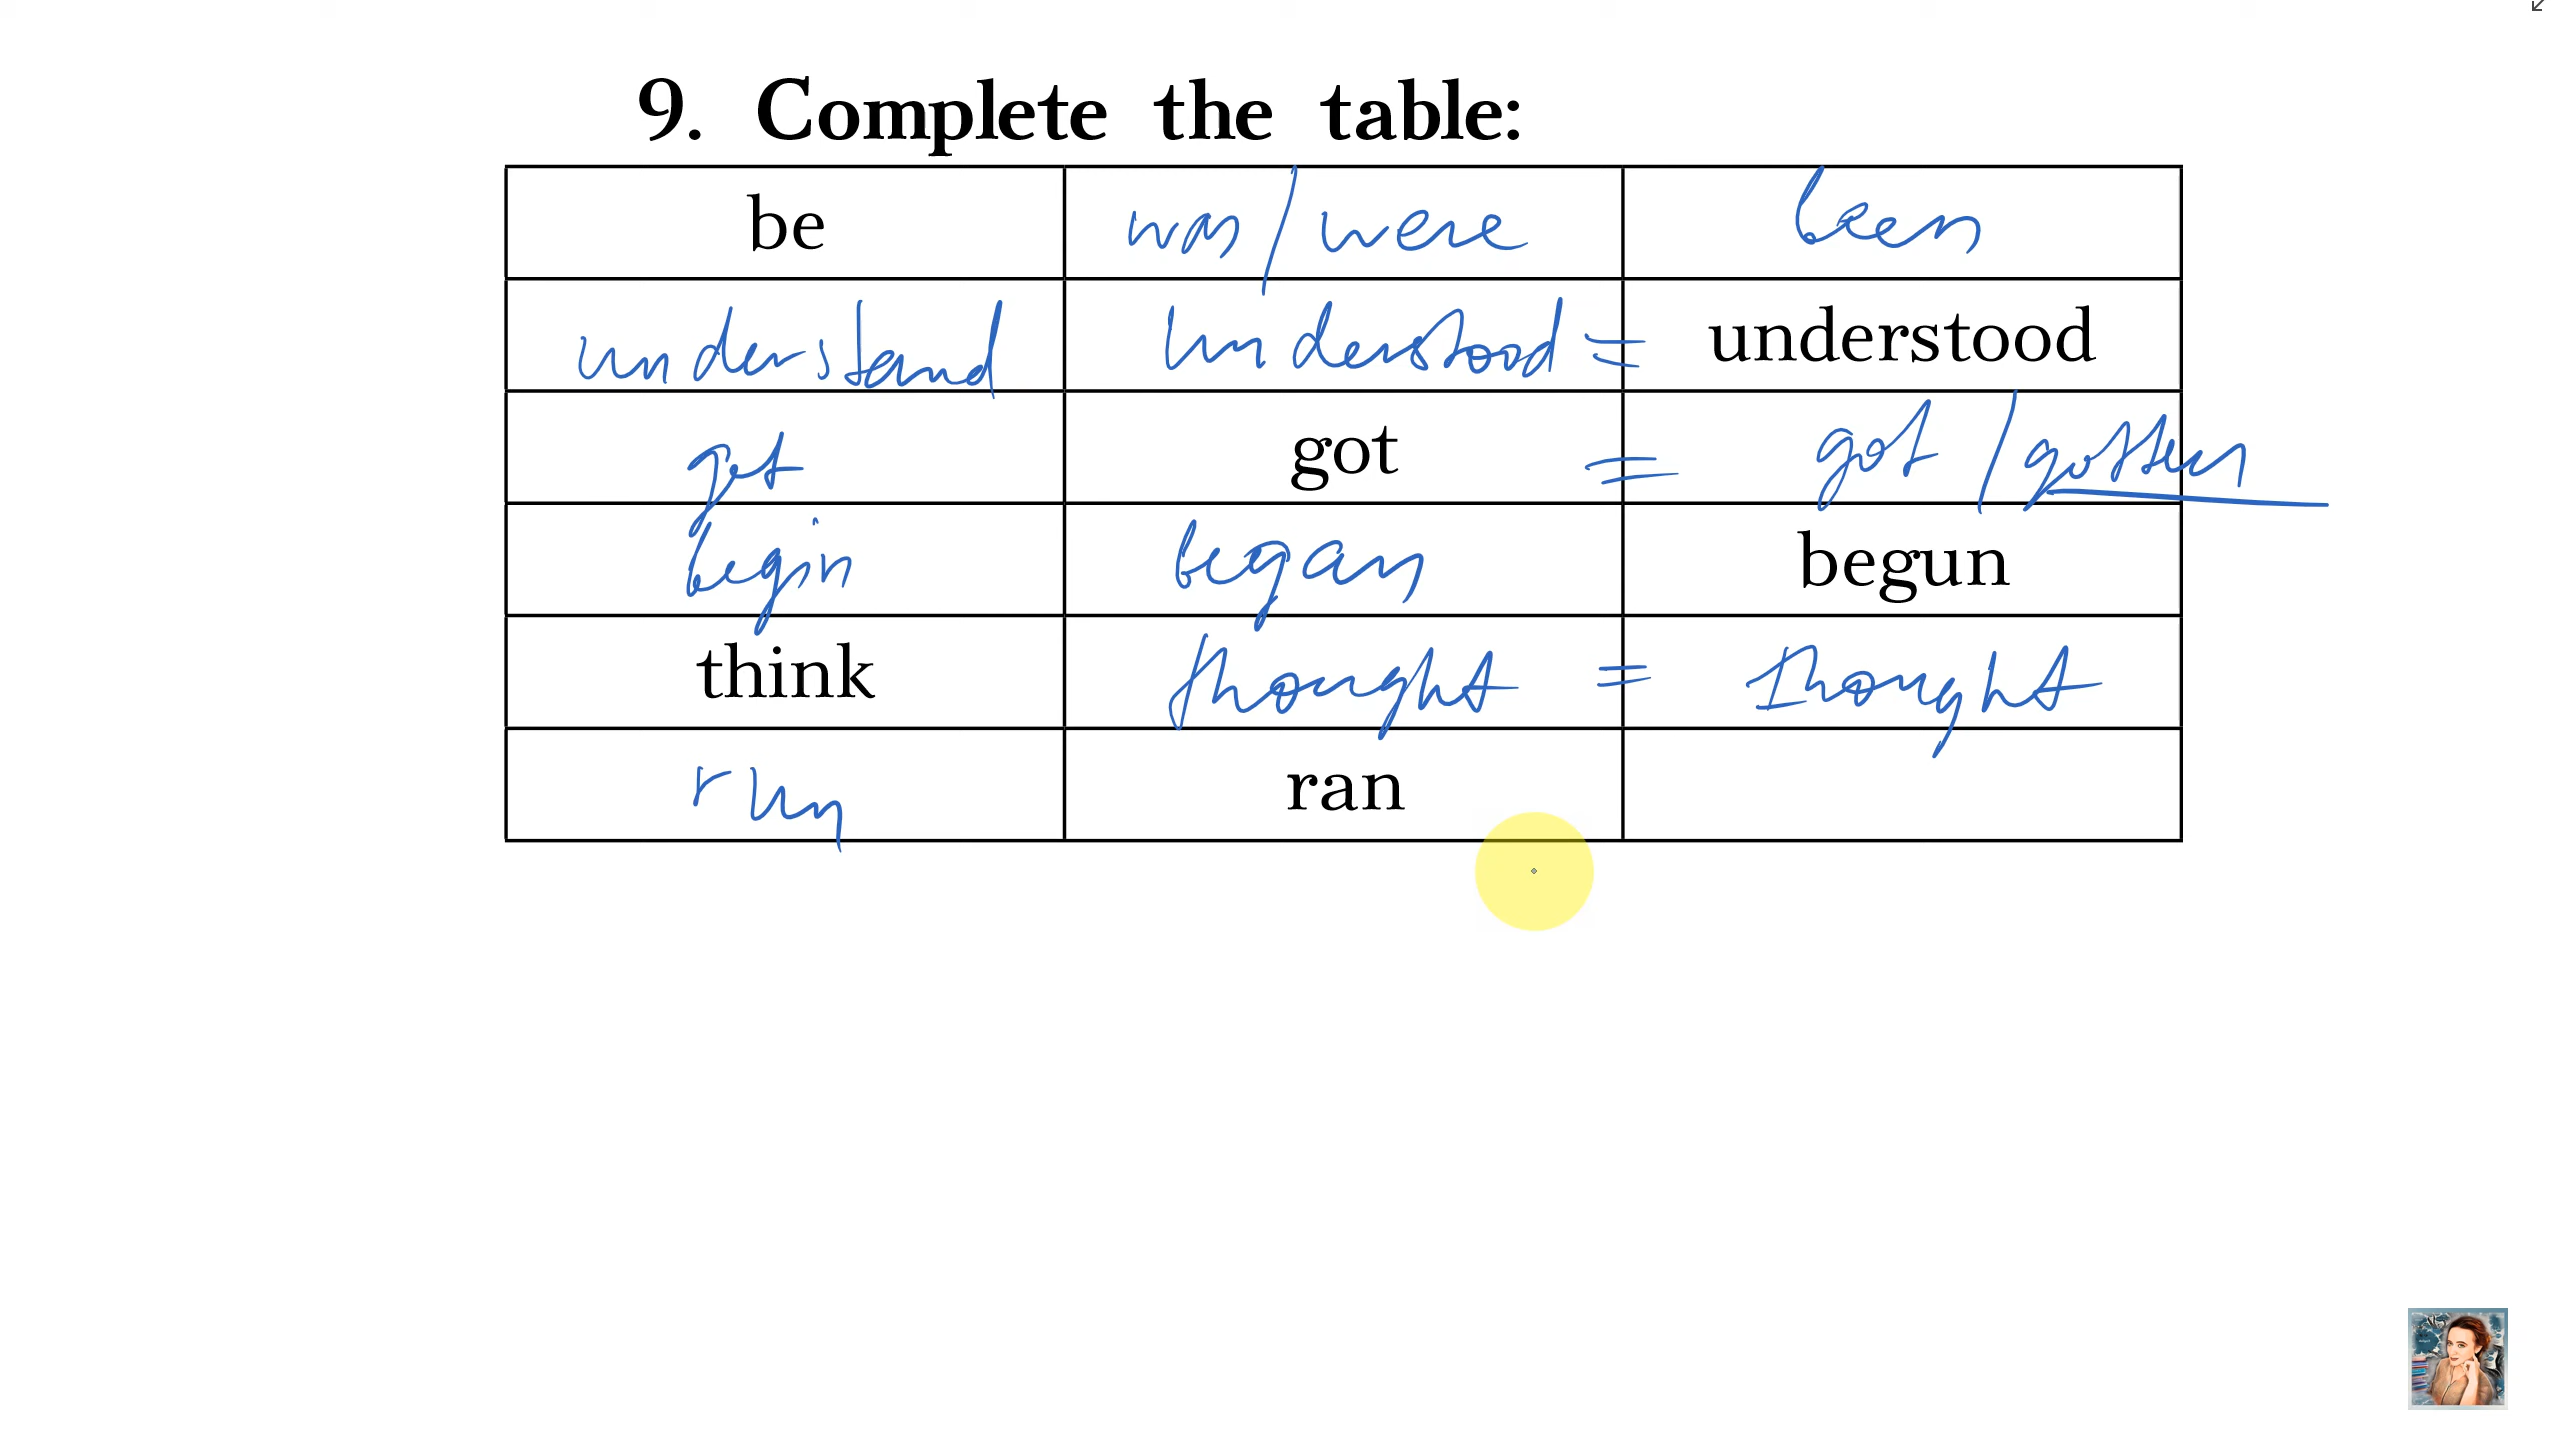 9. Complete the table:
be was/were been
understand understood = understood
get got = got/gotten
begin began begun
think thought = thought
run ran